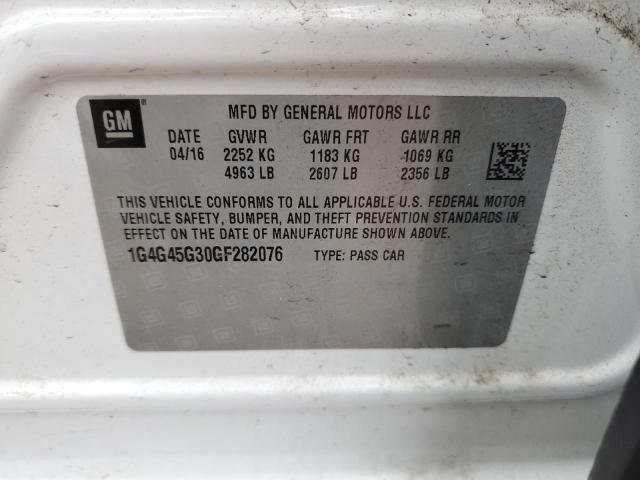 GM
MFD BY GENERAL MOTORS LLC
DATE GVWR GAWR FRT GAWR RR
04/16 2252 KG 1183 KG 1069 KG
4963 LB 2607 LB 2356 LB
THIS VEHICLE CONFORMS TO ALL APPLICABLE U.S. FEDERAL MOTOR
VEHICLE SAFETY, BUMPER, AND THEFT PREVENTION STANDARDS IN
EFFECT ON THE DATE OF MANUFACTURE SHOWN ABOVE.
1G4G45G30GF282076 TYPE: PASS CAR